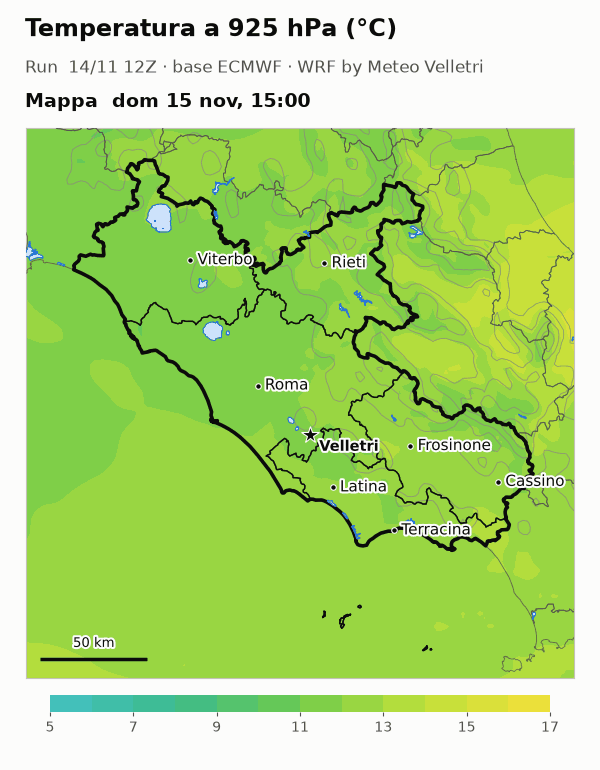 Temperatura a 925 hPa (°C)
Run  14/11 12Z · base ECMWF · WRF by Meteo Velletri
Mappa  dom 15 nov, 15:00
Viterbo
Rieti
Roma
Velletri
Frosinone
Latina
Cassino
Terracina
50 km
5 7 9 11 13 15 17